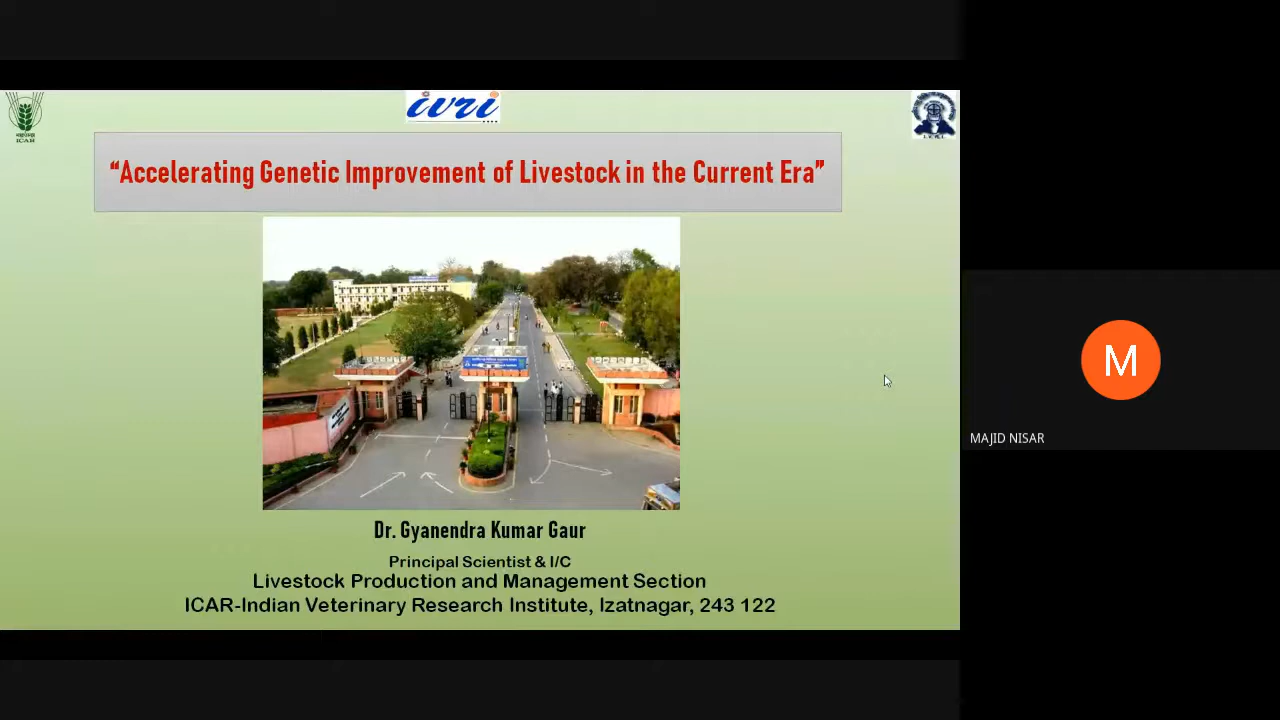 ivri
ICAR
“Accelerating Genetic Improvement of Livestock in the Current Era”
Dr. Gyanendra Kumar Gaur
Principal Scientist & I/C
Livestock Production and Management Section
ICAR-Indian Veterinary Research Institute, Izatnagar, 243 122
M
MAJID NISAR